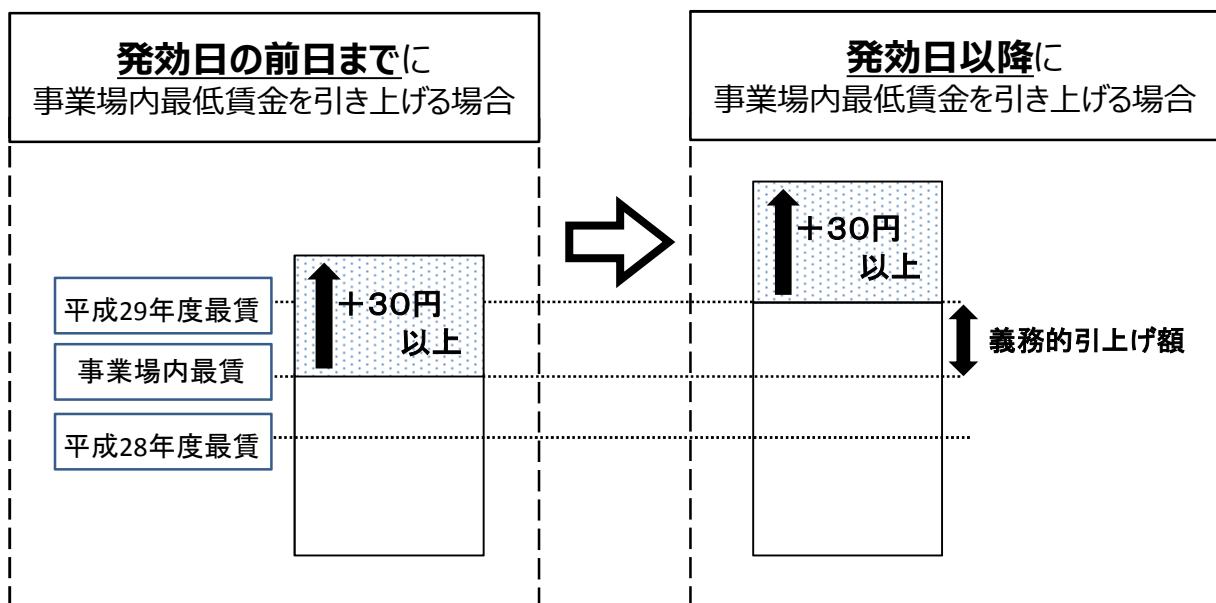 発効日の前日までに
事業場内最低賃金を引き上げる場合
発効日以降に
事業場内最低賃金を引き上げる場合
平成29年度最賃
事業場内最賃
平成28年度最賃
＋30円
以上
＋30円
以上
義務的引上げ額